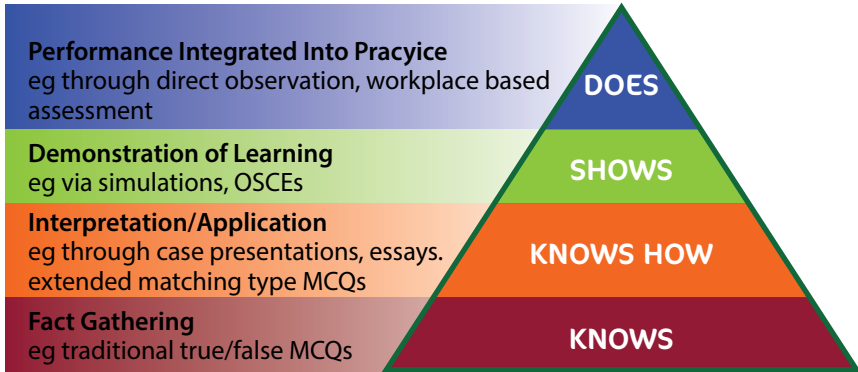 Performance Integrated Into Pracyice
eg through direct observation, workplace based
assessment
DOES
Demonstration of Learning
eg via simulations, OSCEs
SHOWS
Interpretation/Application
eg through case presentations, essays.
extended matching type MCQs
KNOWS HOW
Fact Gathering
eg traditional true/false MCQs
KNOWS